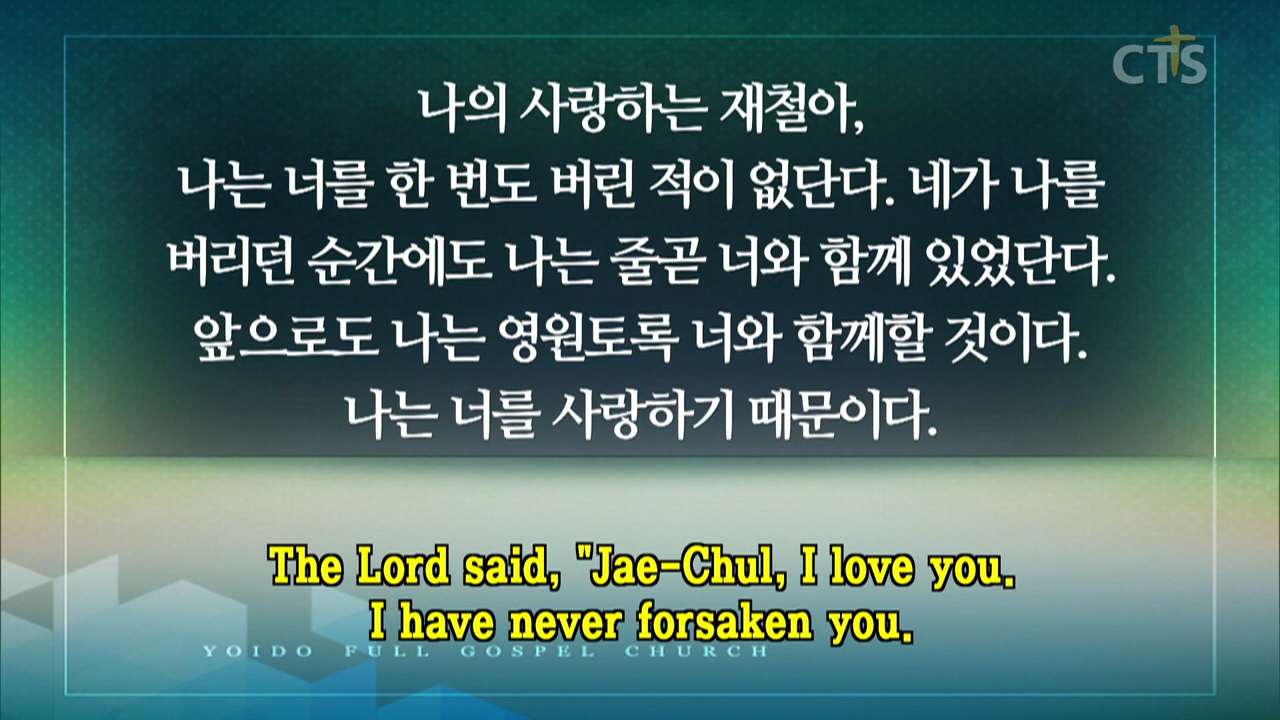 CTS
나의 사랑하는 재철아,
나는 너를 한 번도 버린 적이 없단다. 네가 나를
버리던 순간에도 나는 줄곧 너와 함께 있었단다.
앞으로도 나는 영원토록 너와 함께할 것이다.
나는 너를 사랑하기 때문이다.
The Lord said, "Jae-Chul, I love you.
I have never forsaken you.
YOIDO FULL GOSPEL CHURCH